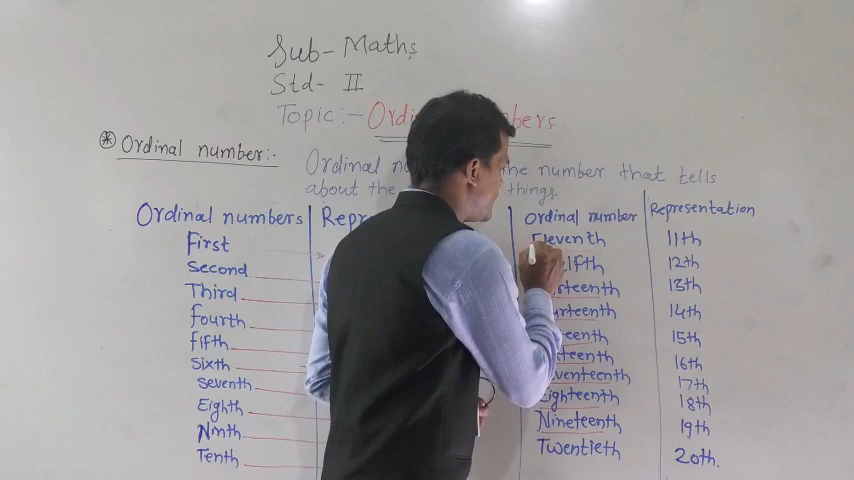 Sub- Maths
Std- II
Topic:- Ordi bers
* Ordinal number:-
Ordinal number that tells
about the things.
Ordinal numbers Ordinal number Representation
First Eleventh 11th
Second 12th
Third 13th
fourth 14th
fifth 15th
Sixth 16th
Seventh 17th
Eighth Eighteenth 18th
Ninth Nineteenth 19th
Tenth Twentieth 20th.